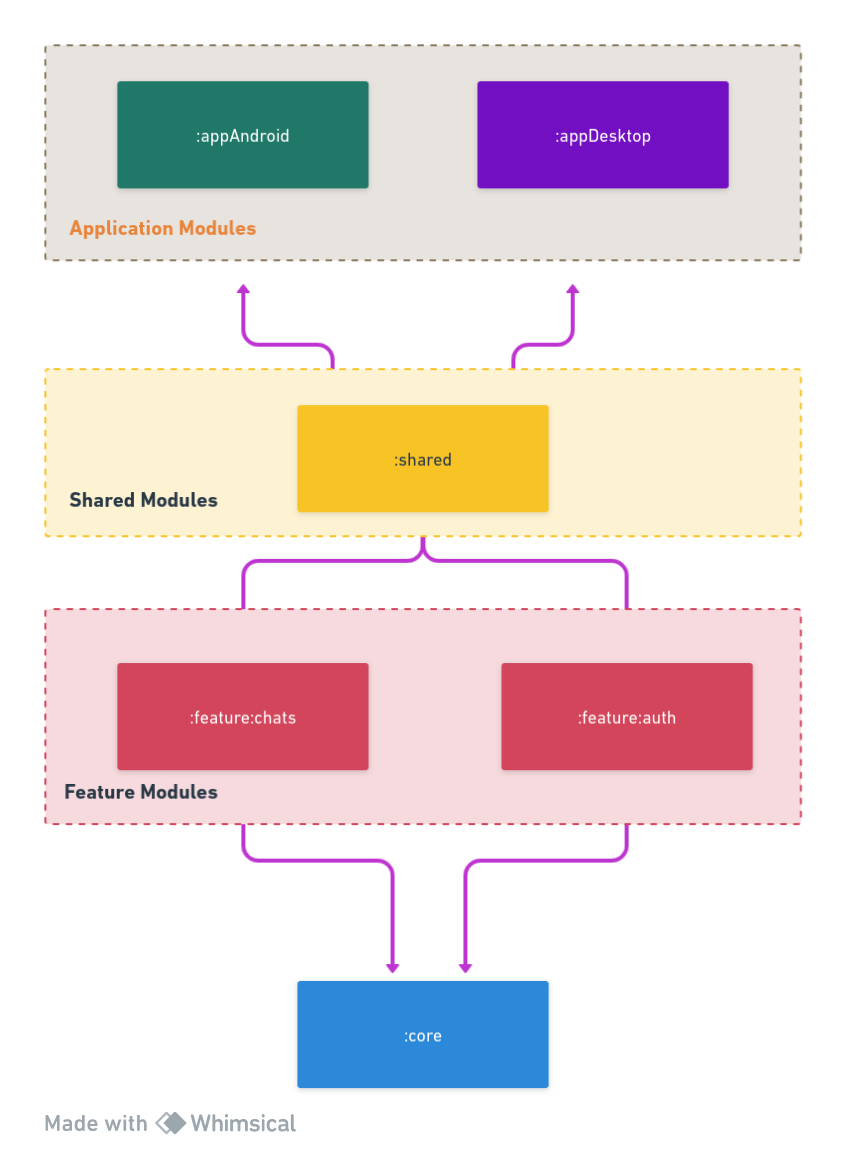 :appAndroid
:appDesktop
Application Modules
:shared
Shared Modules
:feature:chats
:feature:auth
Feature Modules
:core
Made with Whimsical